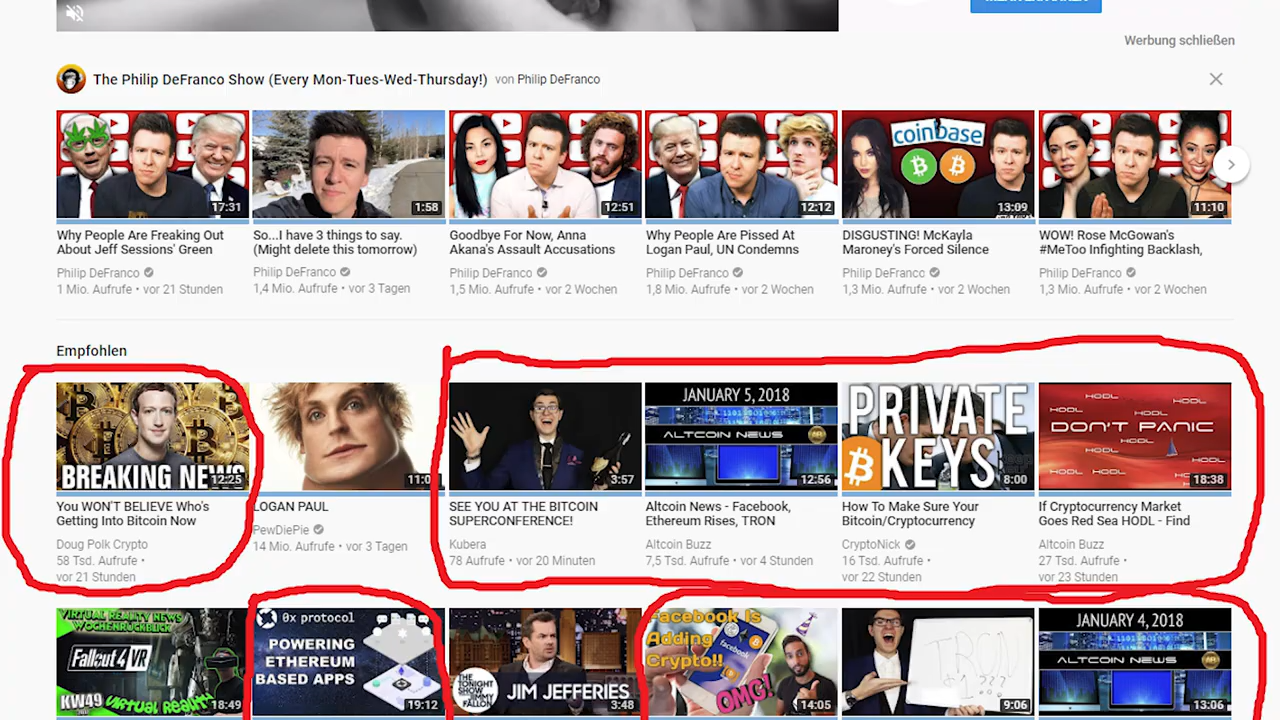 Werbung schließen
The Philip DeFranco Show (Every Mon-Tues-Wed-Thursday!) von Philip DeFranco
17:31
1:58
12:51
12:12
coinbase
13:09
11:10
Why People Are Freaking Out
About Jeff Sessions' Green
Philip DeFranco
1 Mio. Aufrufe • vor 21 Stunden
So...I have 3 things to say.
(Might delete this tomorrow)
Philip DeFranco
1,4 Mio. Aufrufe • vor 3 Tagen
Goodbye For Now, Anna
Akana's Assault Accusations
Philip DeFranco
1,5 Mio. Aufrufe • vor 2 Wochen
Why People Are Pissed At
Logan Paul, UN Condemns
Philip DeFranco
1,8 Mio. Aufrufe • vor 2 Wochen
DISGUSTING! McKayla
Maroney's Forced Silence
Philip DeFranco
1,3 Mio. Aufrufe • vor 2 Wochen
WOW! Rose McGowan's
#MeToo Infighting Backlash,
Philip DeFranco
1,3 Mio. Aufrufe • vor 2 Wochen
Empfohlen
BREAKING NEWS
12:25
You WON'T BELIEVE Who's
Getting Into Bitcoin Now
Doug Polk Crypto
58 Tsd. Aufrufe •
vor 21 Stunden
LOGAN PAUL
PewDiePie
14 Mio. Aufrufe • vor 3 Tagen
3:57
SEE YOU AT THE BITCOIN
SUPERCONFERENCE!
Kubera
78 Aufrufe • vor 20 Minuten
JANUARY 5, 2018
ALTCOIN NEWS
12:56
Altcoin News - Facebook,
Ethereum Rises, TRON
Altcoin Buzz
7,5 Tsd. Aufrufe • vor 4 Stunden
PRIVATE
KEYS
8:00
How To Make Sure Your
Bitcoin/Cryptocurrency
CryptoNick
16 Tsd. Aufrufe •
vor 22 Stunden
HODL HODL
HODL HODL
DON'T PANIC
HODL
HODL
HODL HODL
18:38
If Cryptocurrency Market
Goes Red Sea HODL - Find
Altcoin Buzz
27 Tsd. Aufrufe •
vor 23 Stunden
VIRTUAL REALITY NEWS
WOCHENRÜCKBLICK
Fallout 4 VR
KW49 VIRTUAL REALITY
18:49
0x protocol
POWERING
ETHEREUM
BASED APPS
19:12
THE
TONIGHT
SHOW
JIMMY
FALLON
JIM JEFFERIES
3:48
Facebook Is
Adding
Crypto!!
facebook
OMG!
14:05
TRON
$1???
9:06
JANUARY 4, 2018
ALTCOIN NEWS
13:06